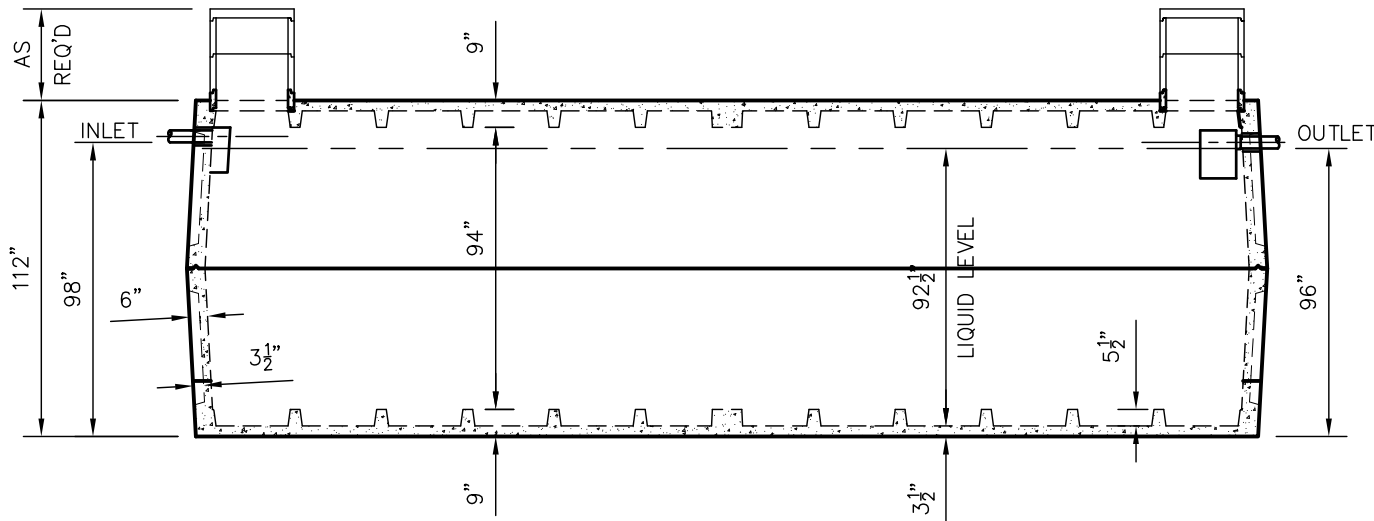 AS
REQ'D
9"
INLET
OUTLET
112"
98"
6"
3½"
94"
92½"
LIQUID LEVEL
5½"
96"
9"
3½"